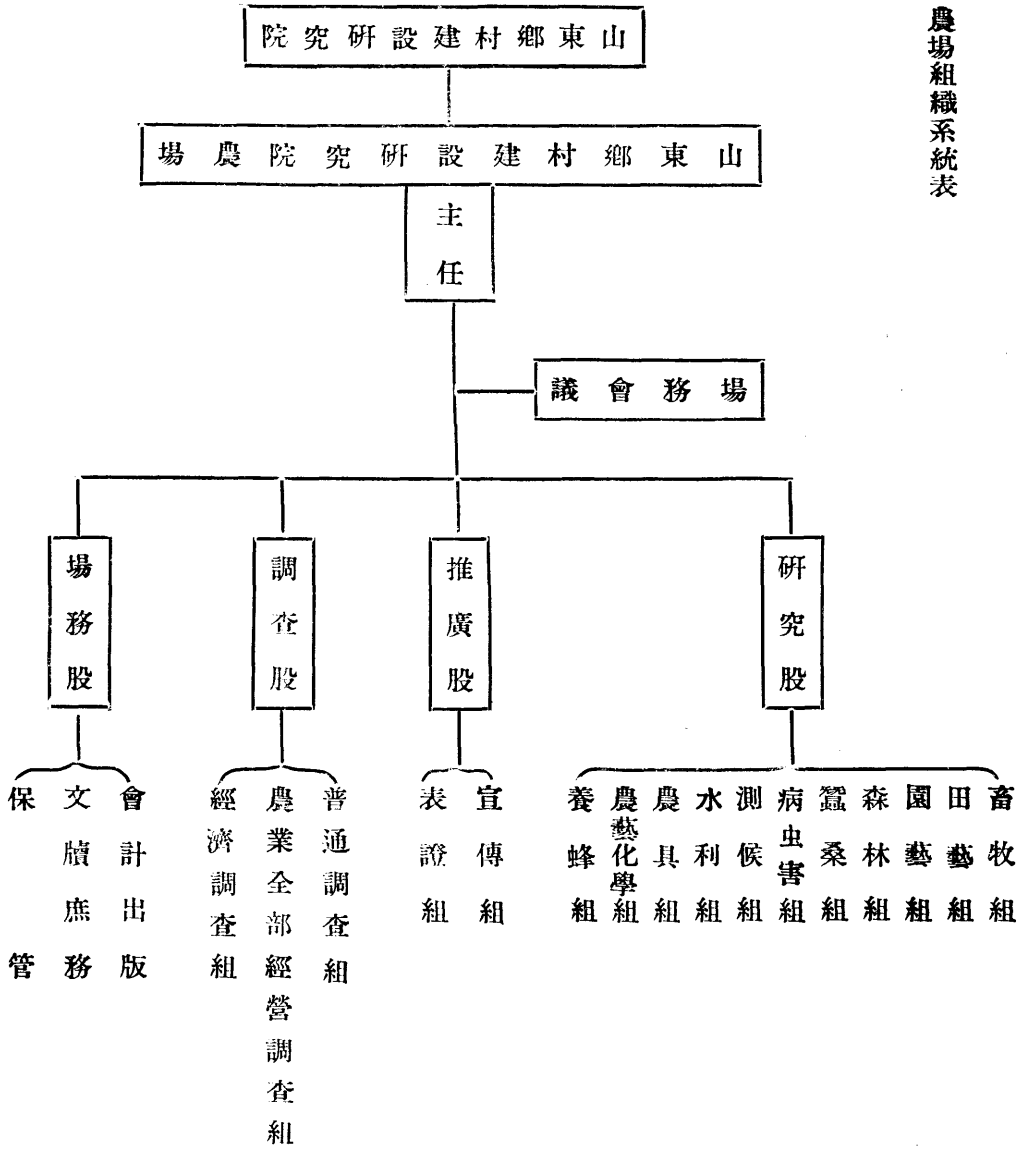 農場組織系統表
山東鄉村建設研究院
山東鄉村建設研究院農場
主任
場務會議
研究股
畜牧組
田藝組
園藝組
森林組
蠶桑組
病虫害組
測候組
水利組
農具組
農藝化學組
養蜂組
推廣股
宣傳組
表證組
調查股
普通調查組
農業全部經營調查組
經濟調查組
場務股
會計出版
文牘庶務
保管